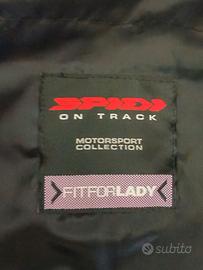 SPIDI
ON TRACK
MOTORSPORT
COLLECTION
FITFORLADY
subito